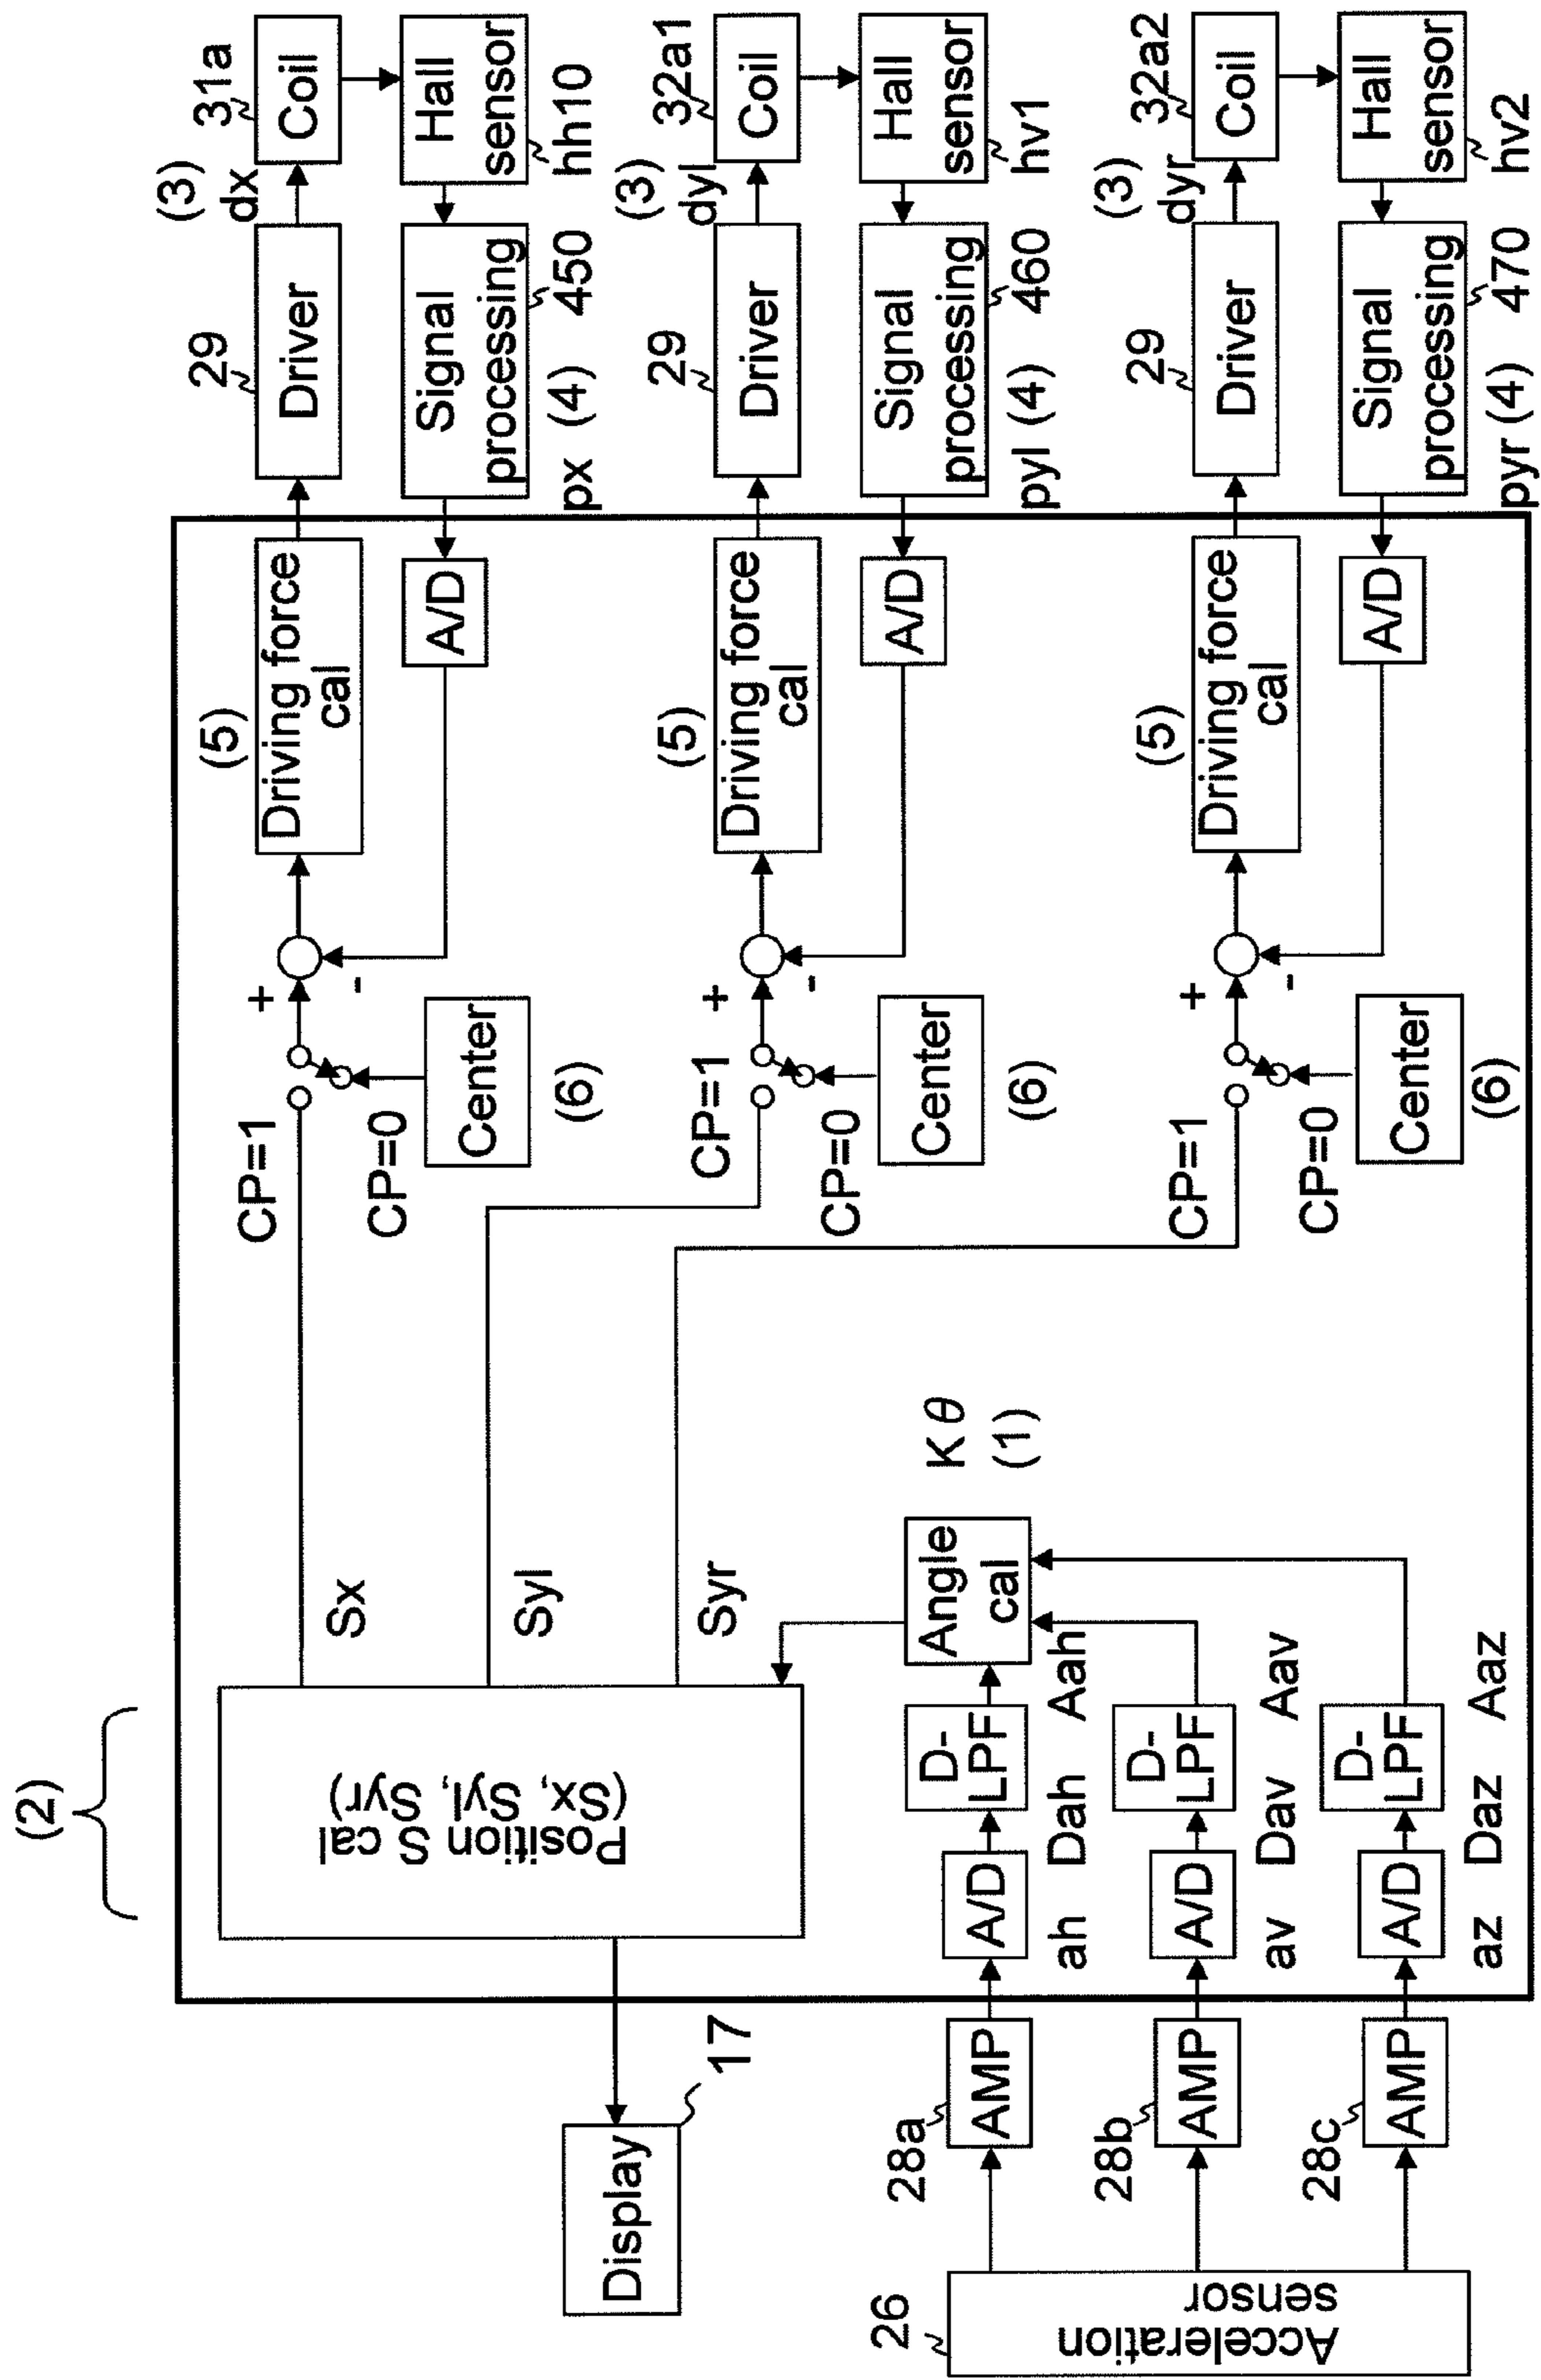 (2)
Position S cal
(Sx, Syl, Syr)
Sx
Syl
Syr
Display
17
26
Acceleration
sensor
28a
AMP
A/D
D-
LPF
ah
Dah
Aah
28b
AMP
A/D
D-
LPF
av
Dav
Aav
28c
AMP
A/D
D-
LPF
az
Daz
Aaz
Angle
cal
K θ
(1)
CP=1
CP=0
Center
(6)
+
-
(5)
Driving force
cal
A/D
29
Driver
(3)
dx
31a
Coil
Hall
sensor
hh10
Signal
processing
450
px (4)
CP=1
CP=0
Center
(6)
+
-
(5)
Driving force
cal
A/D
29
Driver
(3)
dyl
32a1
Coil
Hall
sensor
hv1
Signal
processing
460
pyl (4)
CP=1
CP=0
Center
(6)
+
-
(5)
Driving force
cal
A/D
29
Driver
(3)
dyr
32a2
Coil
Hall
sensor
hv2
Signal
processing
470
pyr (4)